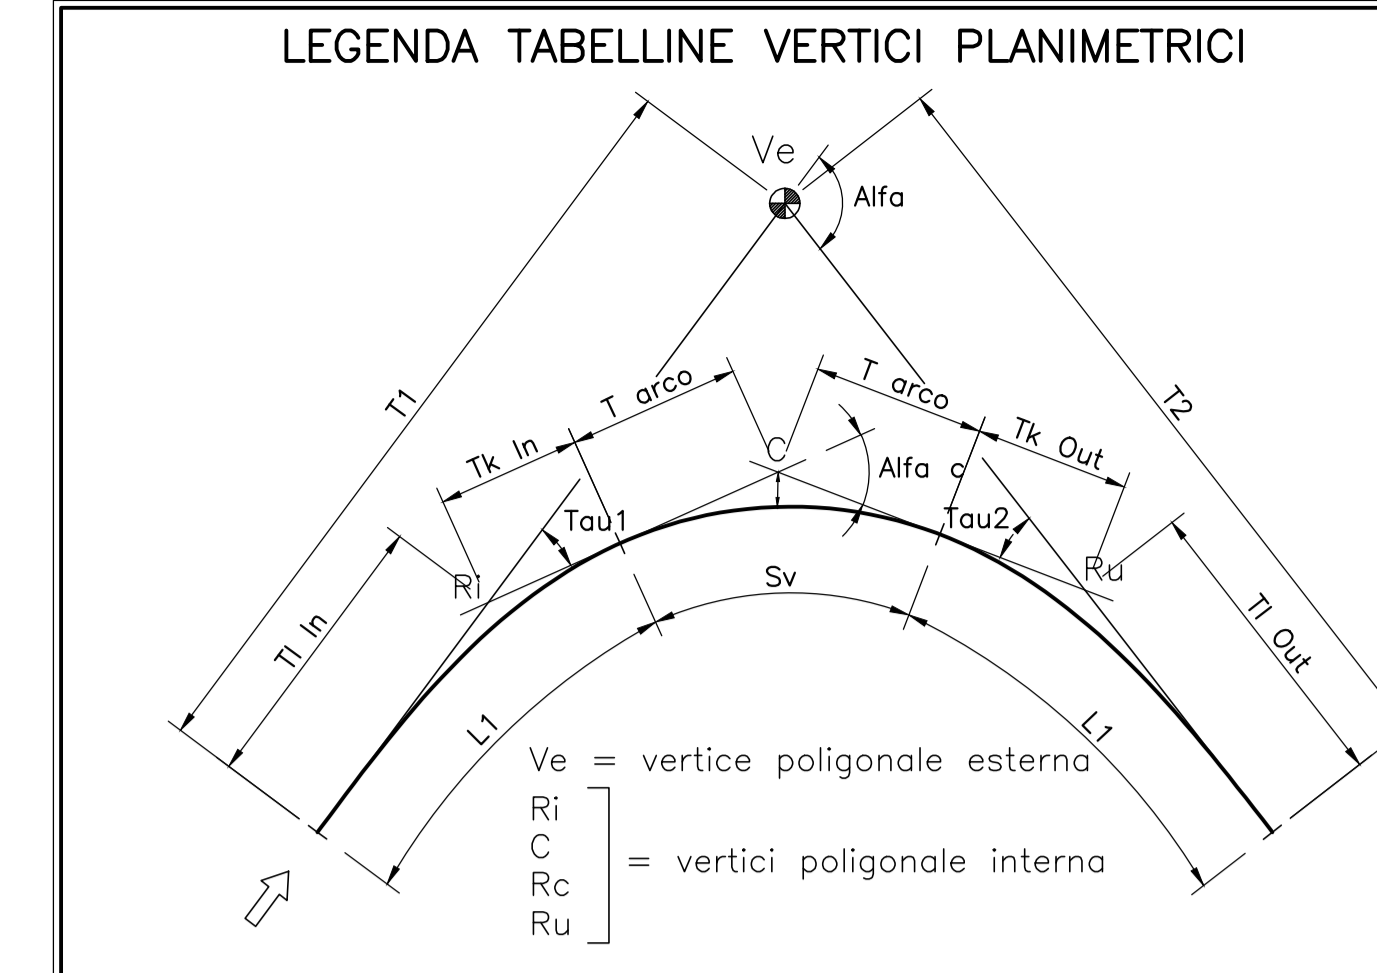 LEGENDA TABELLINE VERTICI PLANIMETRICI
Ve
Alfa
T1
T2
T arco
T arco
Tk In
Tk Out
C
Alfa c
Tau1
Tau2
Ri
Ru
Sv
Tl In
Tl Out
L1
L1
Ve = vertice poligonale esterna
Ri
C
Rc
Ru
= vertici poligonale interna